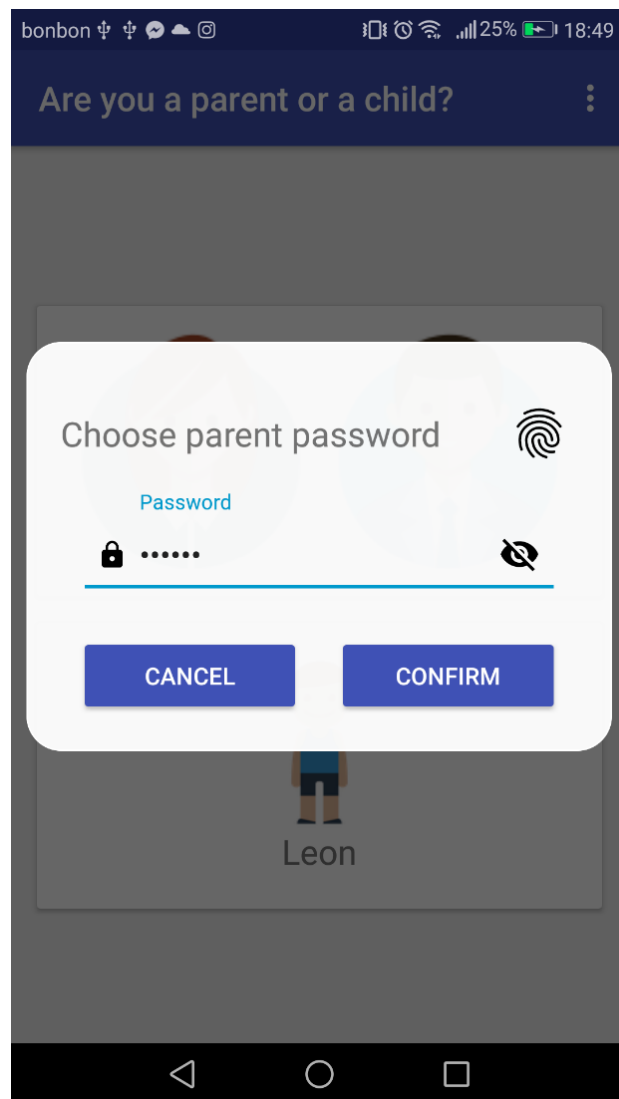 bonbon 25% 18:49
Are you a parent or a child?
Choose parent password
Password
••••••
CANCEL CONFIRM
Leon